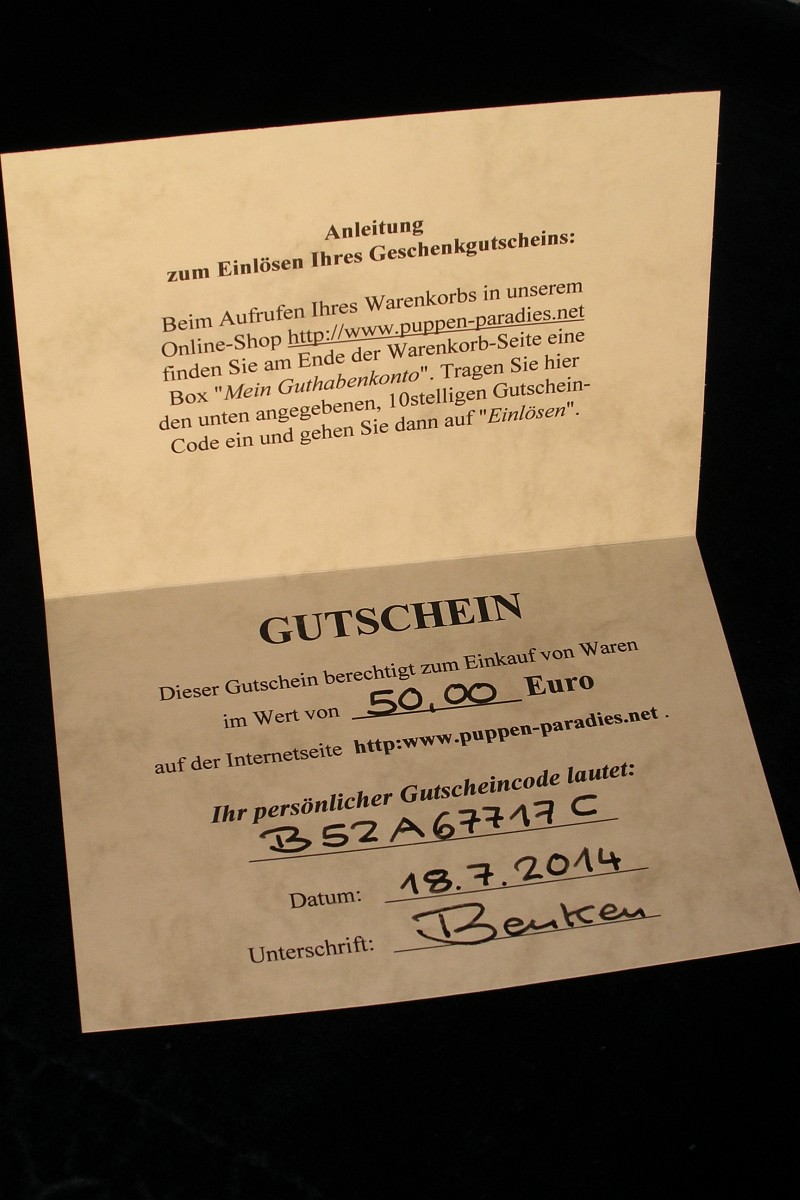 Anleitung
zum Einlösen Ihres Geschenkgutscheins:
Beim Aufrufen Ihres Warenkorbs in unserem
Online-Shop http://www.puppen-paradies.net
finden Sie am Ende der Warenkorb-Seite eine
Box "Mein Guthabenkonto". Tragen Sie hier
den unten angegebenen, 10stelligen Gutschein-
Code ein und gehen Sie dann auf "Einlösen".
GUTSCHEIN
Dieser Gutschein berechtigt zum Einkauf von Waren
im Wert von 50,00 Euro
auf der Internetseite http:www.puppen-paradies.net .
Ihr persönlicher Gutscheincode lautet:
B52A67717C
Datum: 18.7.2014
Unterschrift: Benken